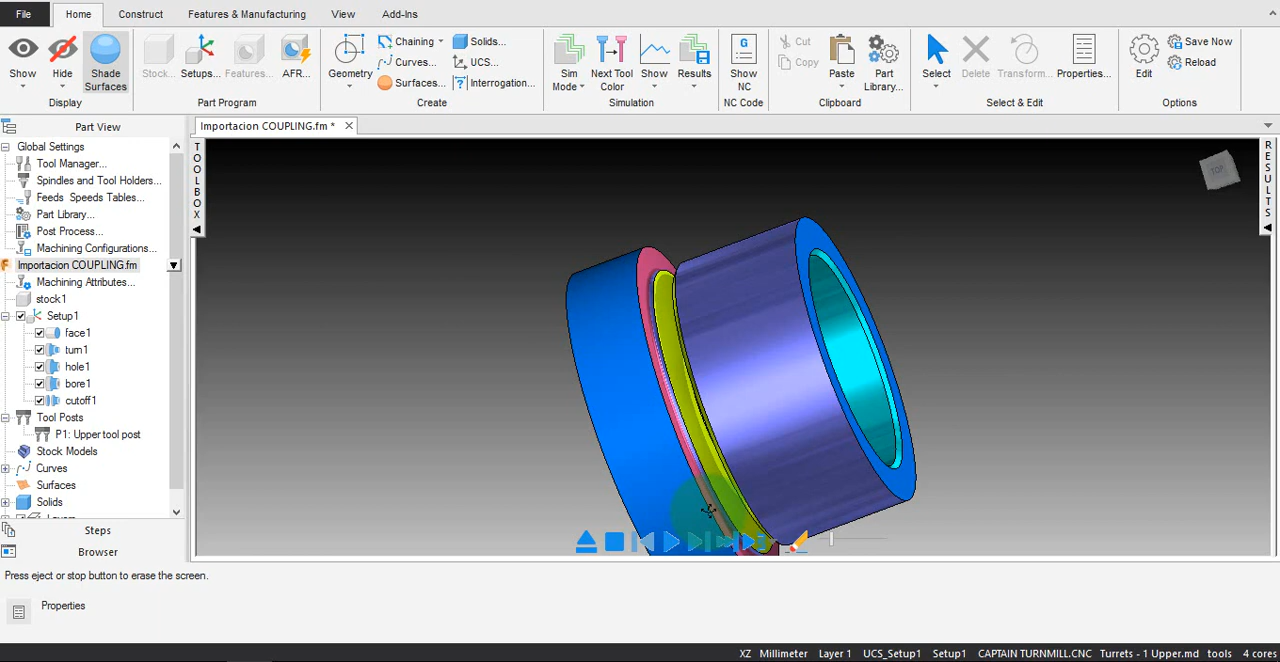 File Home Construct Features & Manufacturing View Add-Ins
Show Hide Shade Surfaces
Display
Stock... Setups... Features... AFR...
Part Program
Geometry Chaining Solids...
Curves... UCS...
Surfaces... Interrogation...
Create
Sim Mode Next Tool Color Show Results
Simulation
Show NC
NC Code
Cut
Copy
Paste Part Library...
Clipboard
Select Delete Transform... Properties...
Select & Edit
Edit Save Now
Reload
Options
Part View
Importacion COUPLING.fm *
Global Settings
Tool Manager...
Spindles and Tool Holders...
Feeds Speeds Tables...
Part Library...
Post Process...
Machining Configurations...
Importacion COUPLING.fm
Machining Attributes...
stock1
Setup1
face1
turn1
hole1
bore1
cutoff1
Tool Posts
P1: Upper tool post
Stock Models
Curves
Surfaces
Solids
Steps
Browser
TOOLBOX
TOP
RESULTS
Press eject or stop button to erase the screen.
Properties
XZ Millimeter Layer 1 UCS_Setup1 Setup1 CAPTAIN TURNMILL.CNC Turrets - 1 Upper.md tools 4 cores